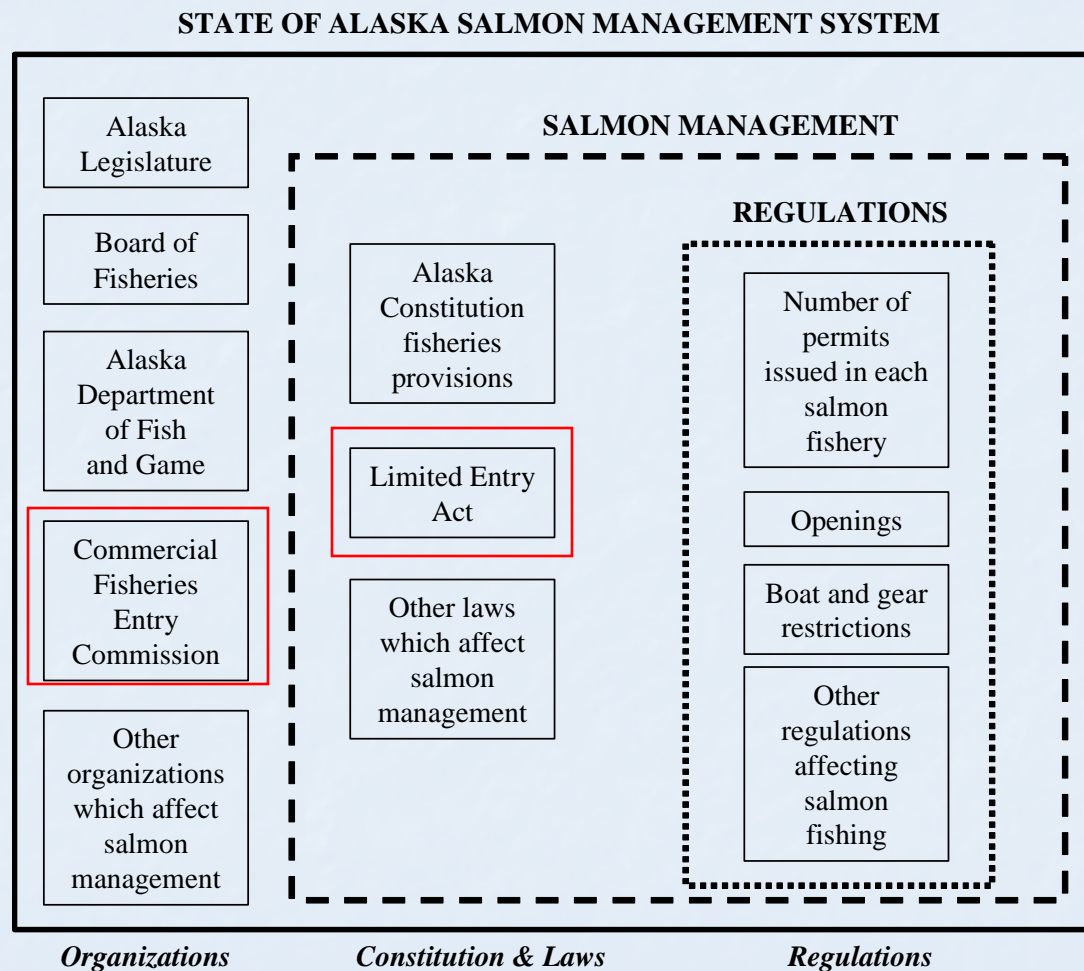 STATE OF ALASKA SALMON MANAGEMENT SYSTEM
Alaska
Legislature
Board of
Fisheries
Alaska
Department
of Fish
and Game
Commercial
Fisheries
Entry
Commission
Other
organizations
which affect
salmon
management
SALMON MANAGEMENT
Alaska
Constitution
fisheries
provisions
Limited Entry
Act
Other laws
which affect
salmon
management
REGULATIONS
Number of
permits
issued in each
salmon
fishery
Openings
Boat and gear
restrictions
Other
regulations
affecting
salmon
fishing
Organizations
Constitution & Laws
Regulations